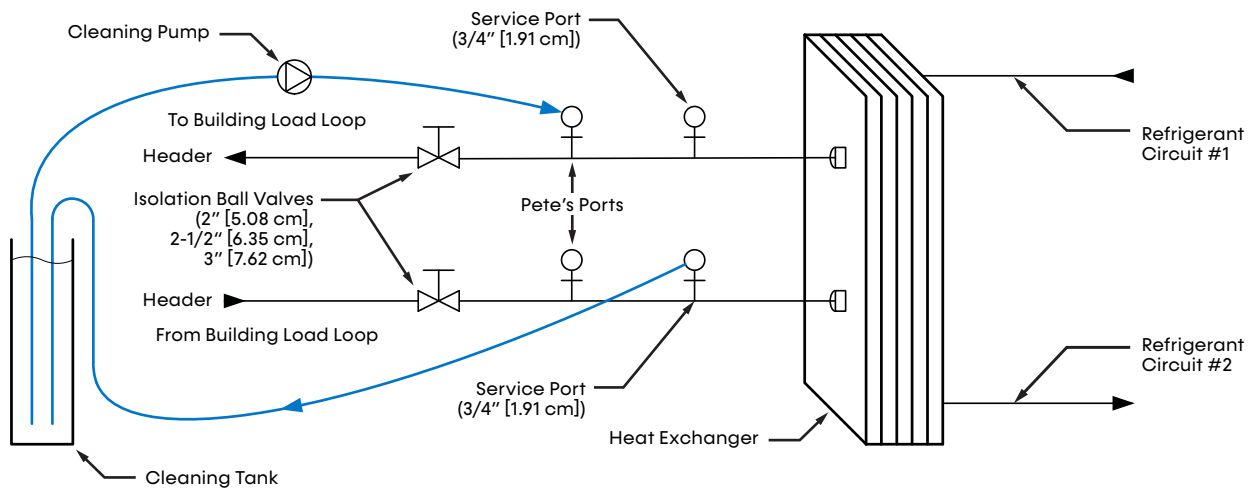 Cleaning Pump
Service Port
(3/4” [1.91 cm])
To Building Load Loop
Header
Refrigerant
Circuit #1
Isolation Ball Valves
(2” [5.08 cm],
2-1/2“ [6.35 cm],
3” [7.62 cm])
Pete’s Ports
Header
From Building Load Loop
Refrigerant
Circuit #2
Service Port
(3/4” [1.91 cm])
Heat Exchanger
Cleaning Tank